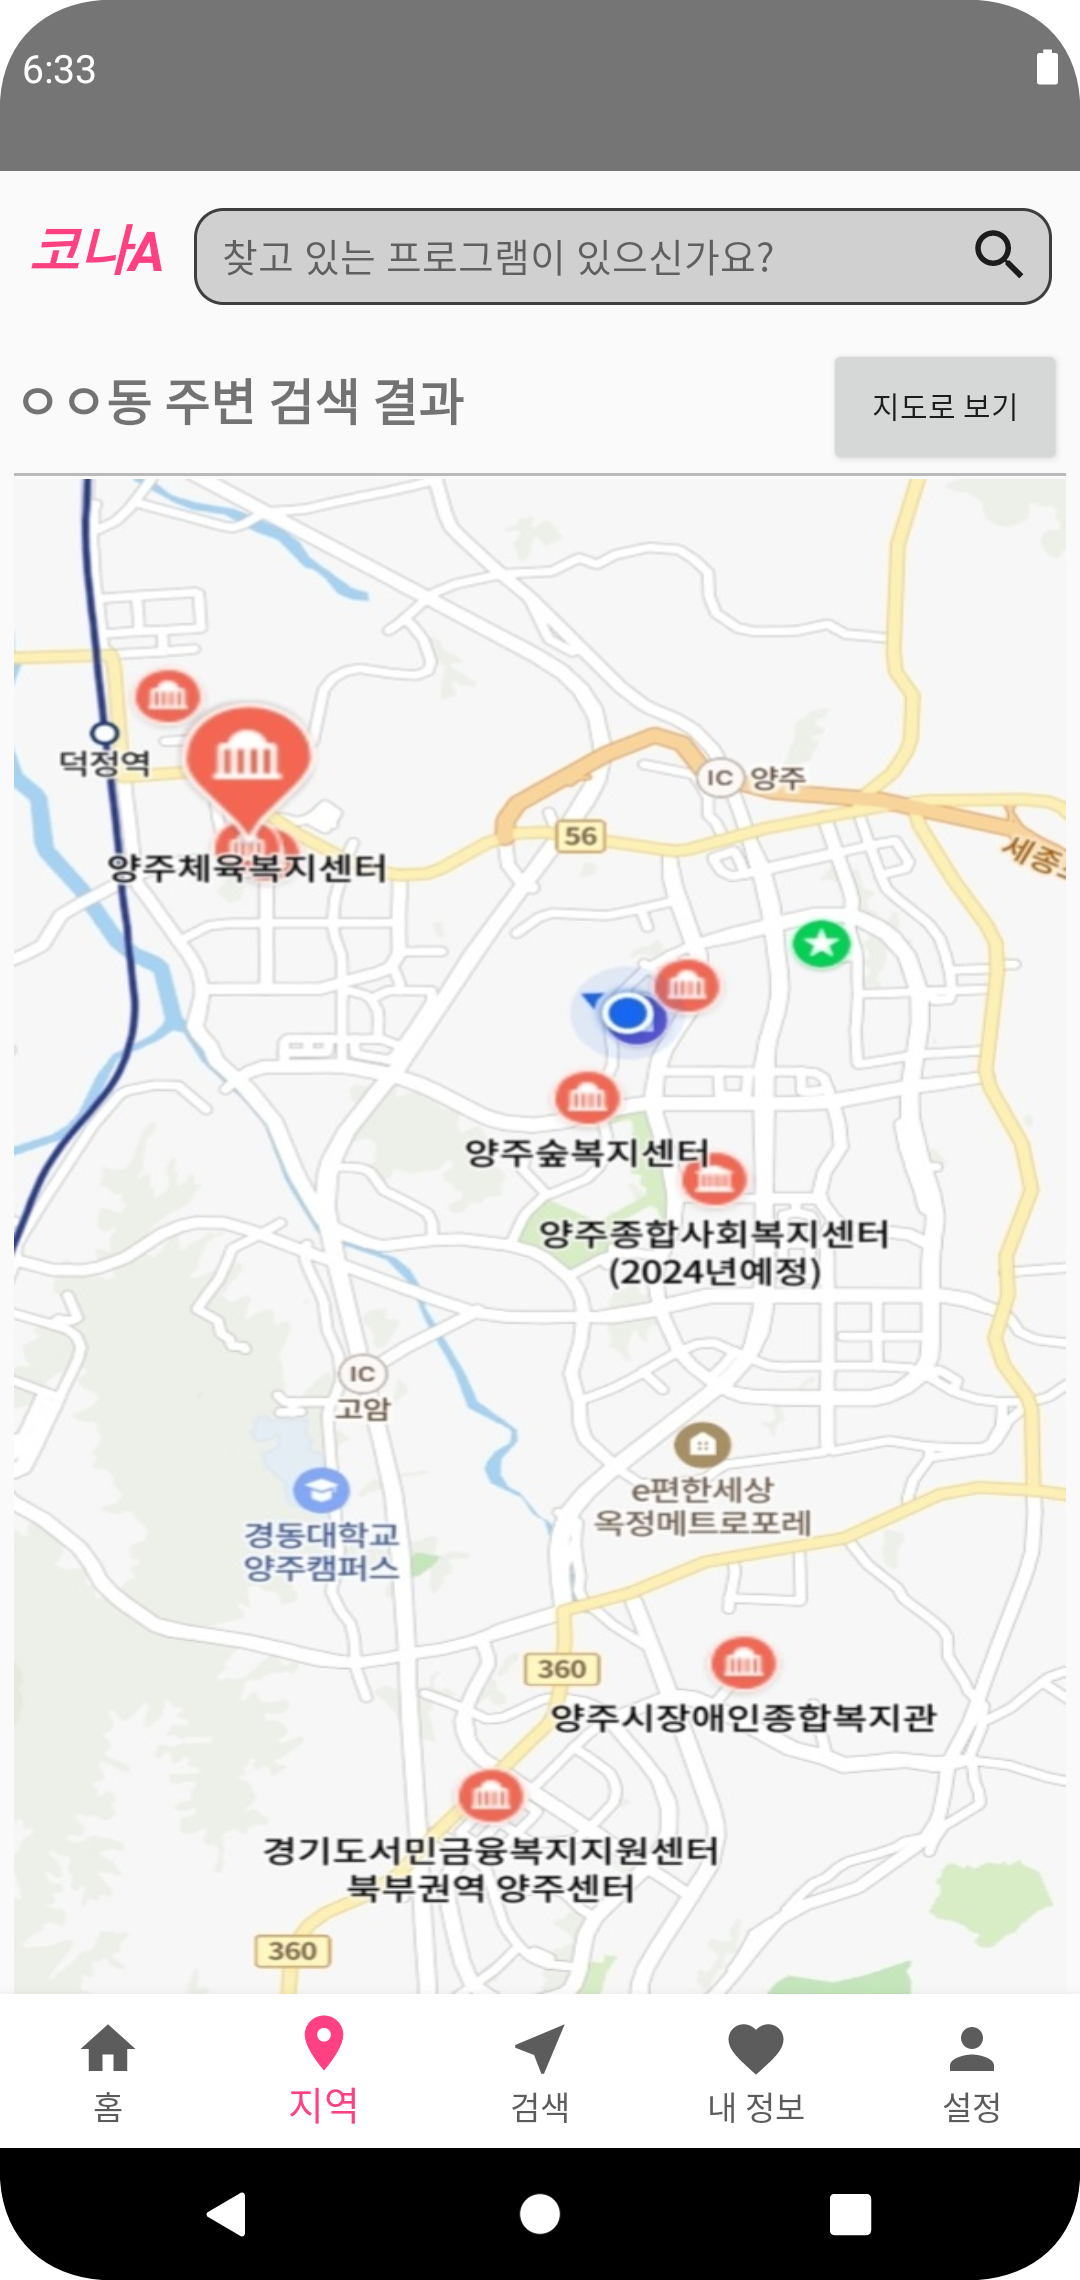 6:33
코나A
찾고 있는 프로그램이 있으신가요?
ㅇㅇ동 주변 검색 결과
지도로 보기
덕정역
IC 양주
56
세종
양주체육복지센터
양주숲복지센터
양주종합사회복지센터
(2024년예정)
IC
고암
e편한세상
옥정메트로포레
경동대학교
양주캠퍼스
360
양주시장애인종합복지관
경기도서민금융복지지원센터
북부권역 양주센터
360
홈
지역
검색
내 정보
설정